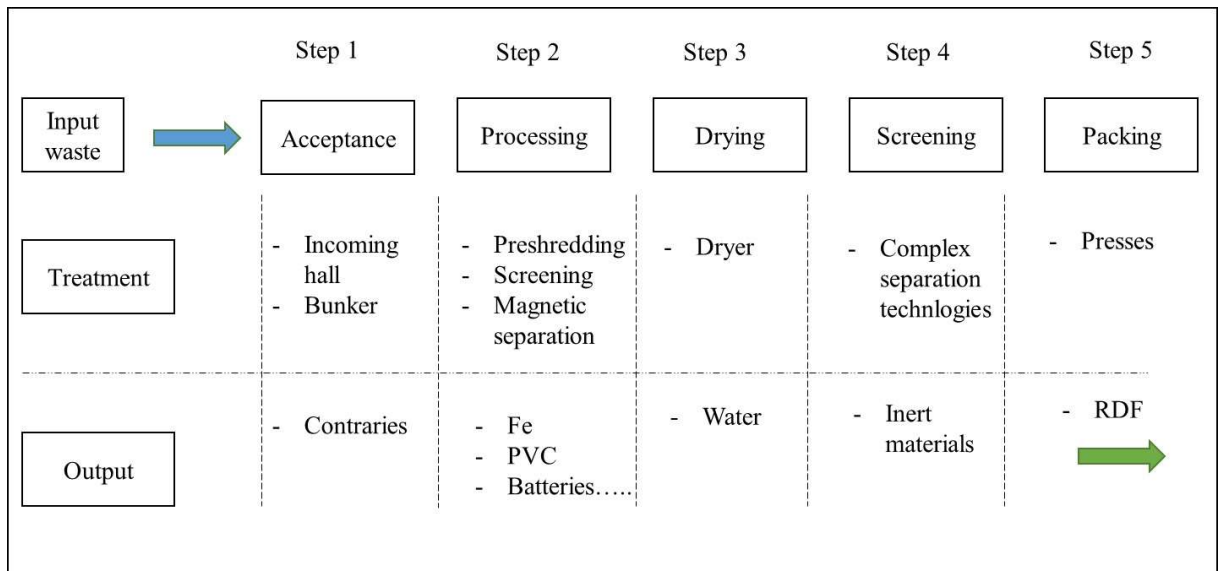 Step 1
Step 2
Step 3
Step 4
Step 5
Input
waste
Acceptance
Processing
Drying
Screening
Packing
Treatment
- Incoming
hall
- Bunker
- Preshredding
- Screening
- Magnetic
separation
- Dryer
- Complex
separation
technlogies
- Presses
Output
- Contraries
- Fe
- PVC
- Batteries…..
- Water
- Inert
materials
- RDF